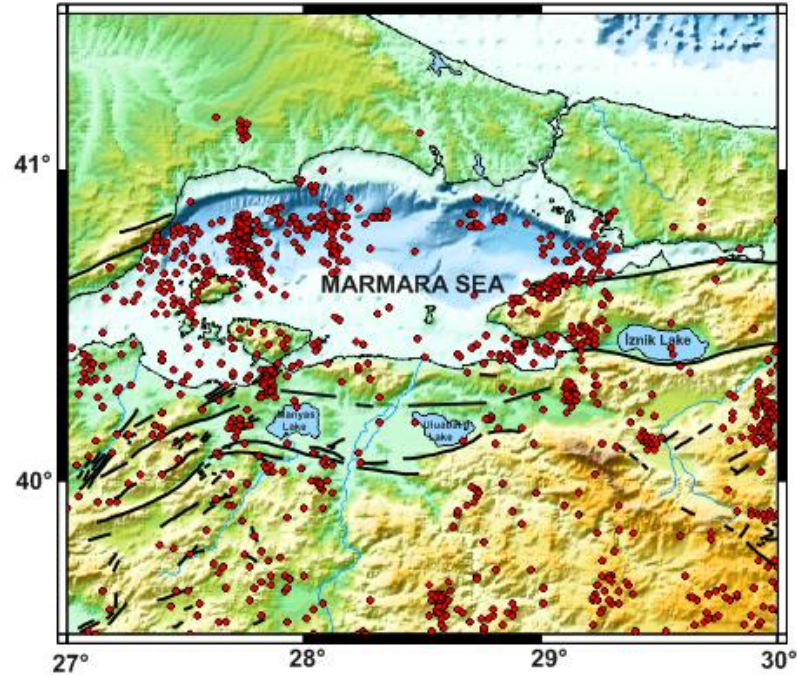 41°
MARMARA SEA
İznik Lake
Manyas
Lake
Uluabat
Lake
40°
27°
28°
29°
30°